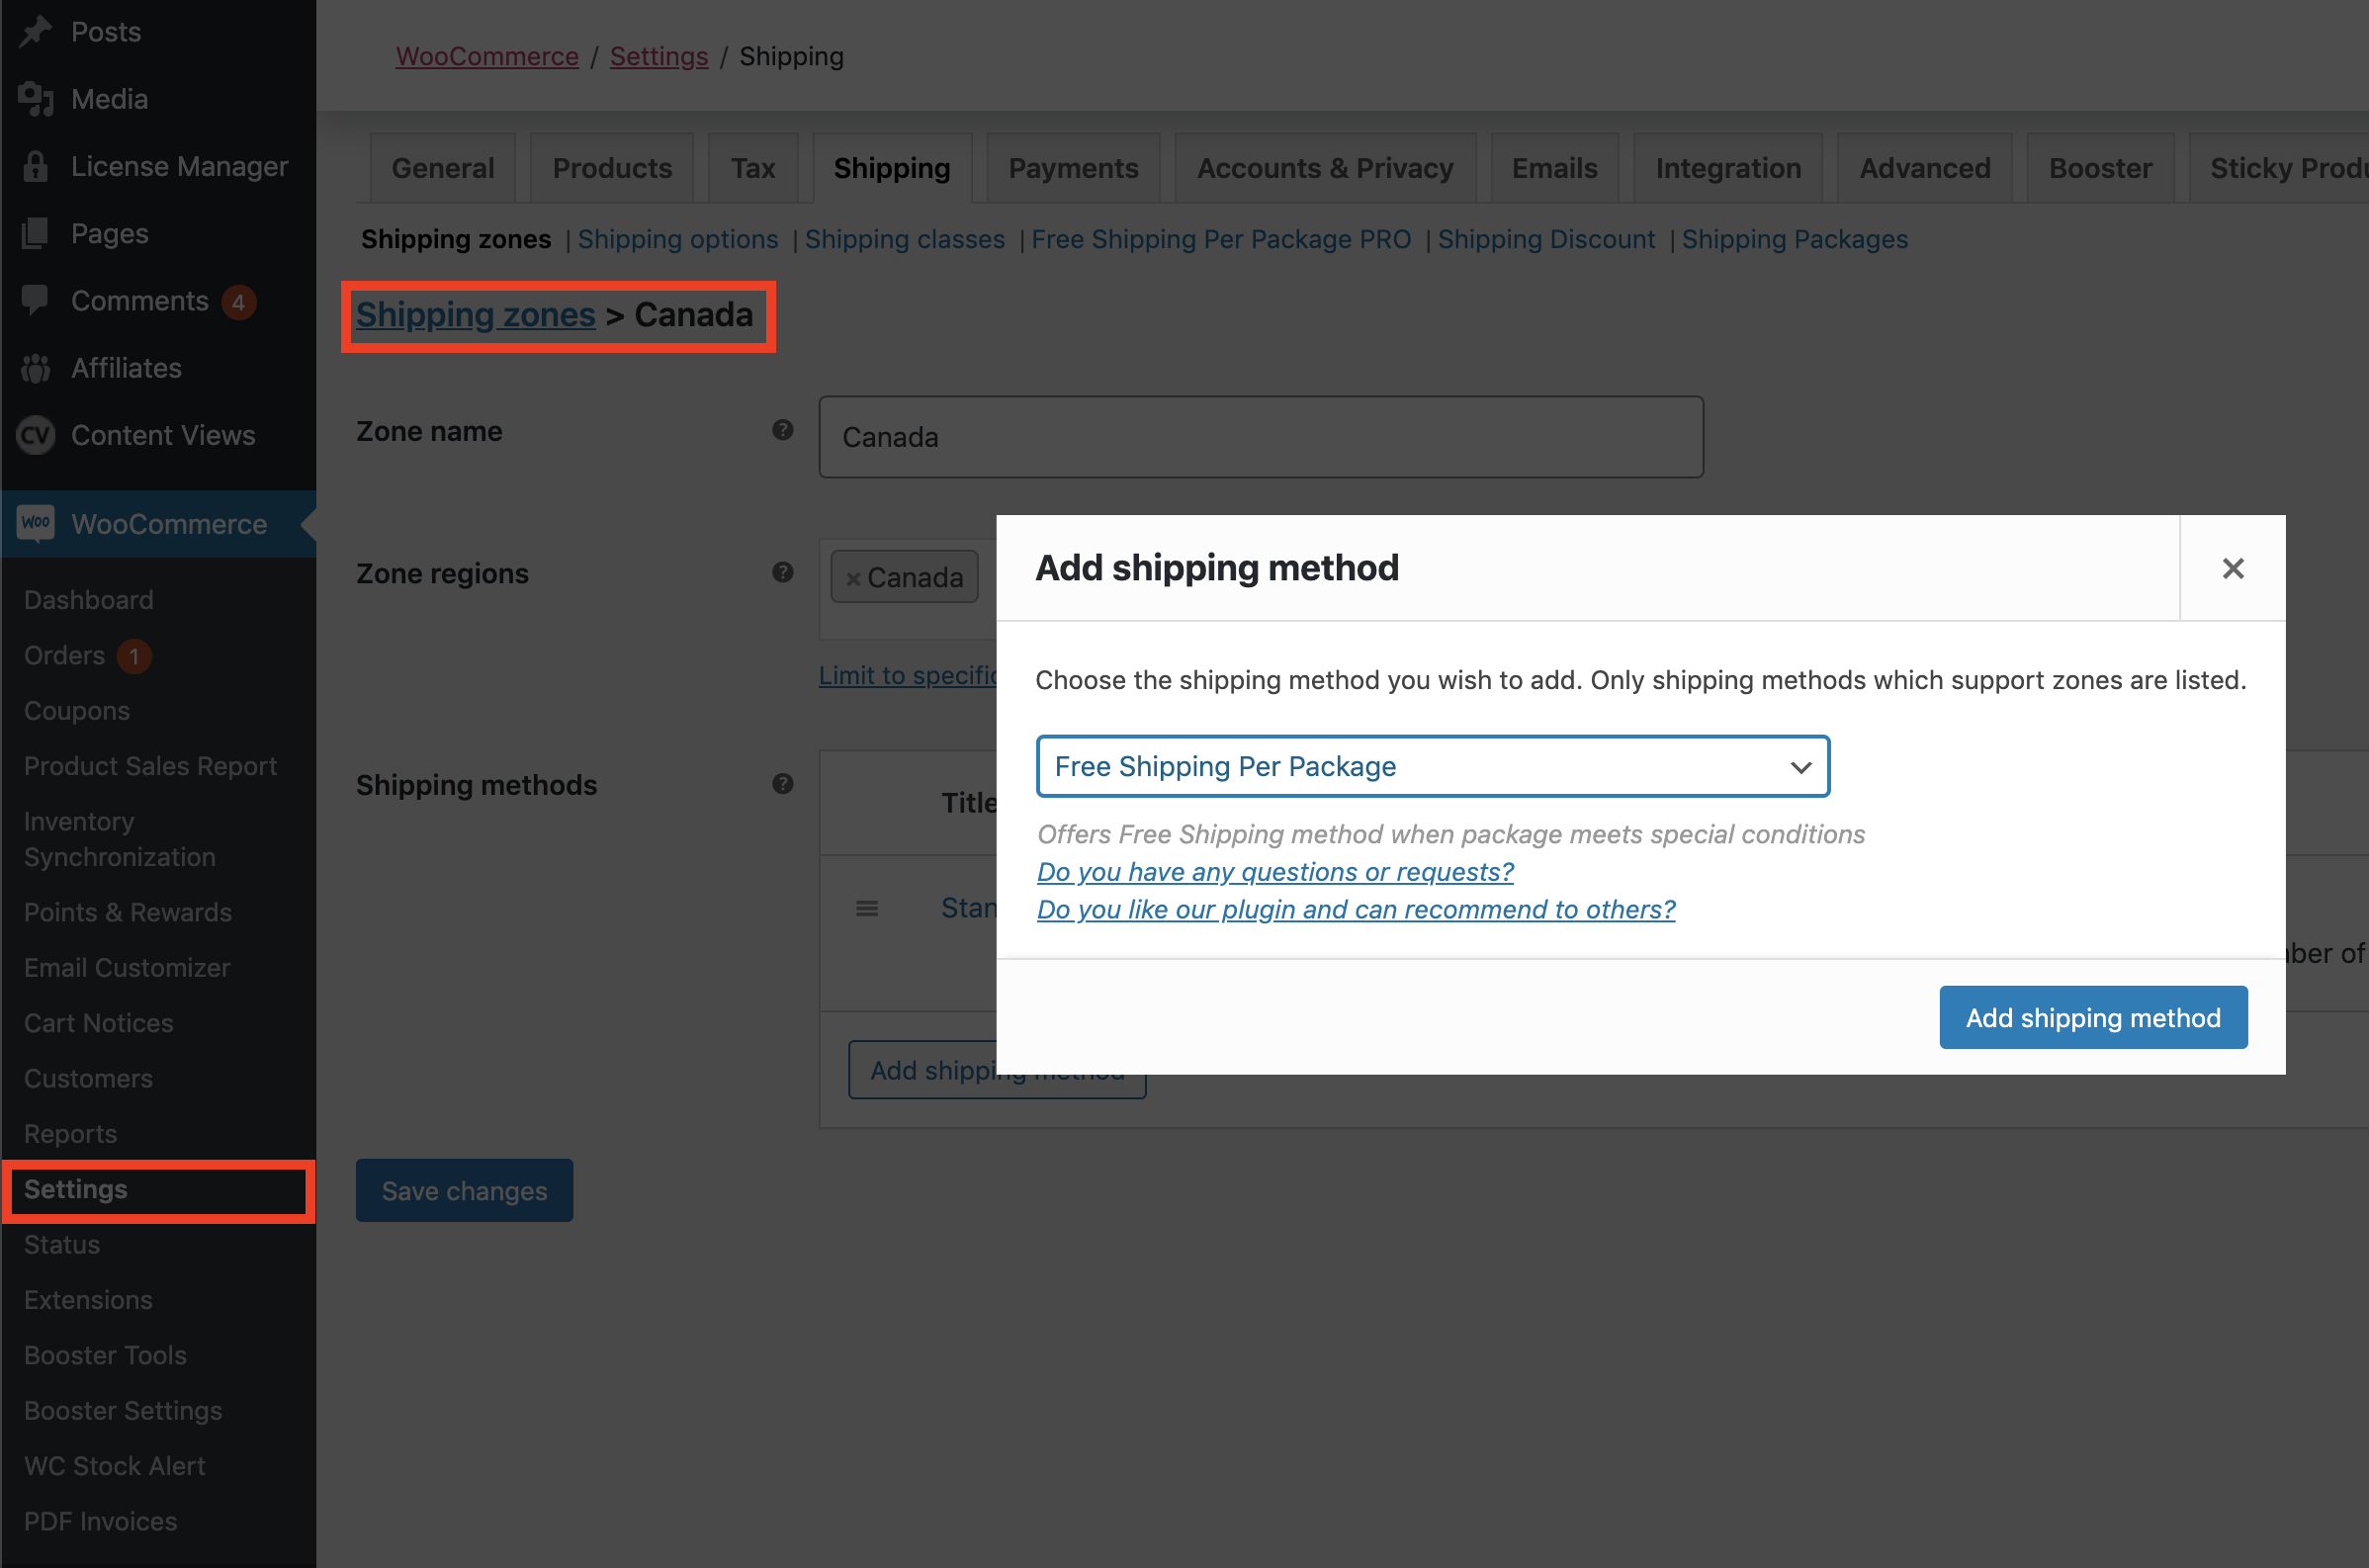 Posts
Media
License Manager
Pages
Comments 4
Affiliates
CV Content Views
Woo WooCommerce
Dashboard
Orders 1
Coupons
Product Sales Report
Inventory
Synchronization
Points & Rewards
Email Customizer
Cart Notices
Customers
Reports
Settings
Status
Extensions
Booster Tools
Booster Settings
WC Stock Alert
PDF Invoices
WooCommerce / Settings / Shipping
General Products Tax Shipping Payments Accounts & Privacy Emails Integration Advanced Booster Sticky Produ
Shipping zones | Shipping options | Shipping classes | Free Shipping Per Package PRO | Shipping Discount | Shipping Packages
Shipping zones > Canada
Zone name ? Canada
Zone regions ? × Canada
Limit to specific
Shipping methods ? Title
Stan
ber of
Add shipping method
Save changes
Add shipping method ×
Choose the shipping method you wish to add. Only shipping methods which support zones are listed.
Free Shipping Per Package
Offers Free Shipping method when package meets special conditions
Do you have any questions or requests?
Do you like our plugin and can recommend to others?
Add shipping method